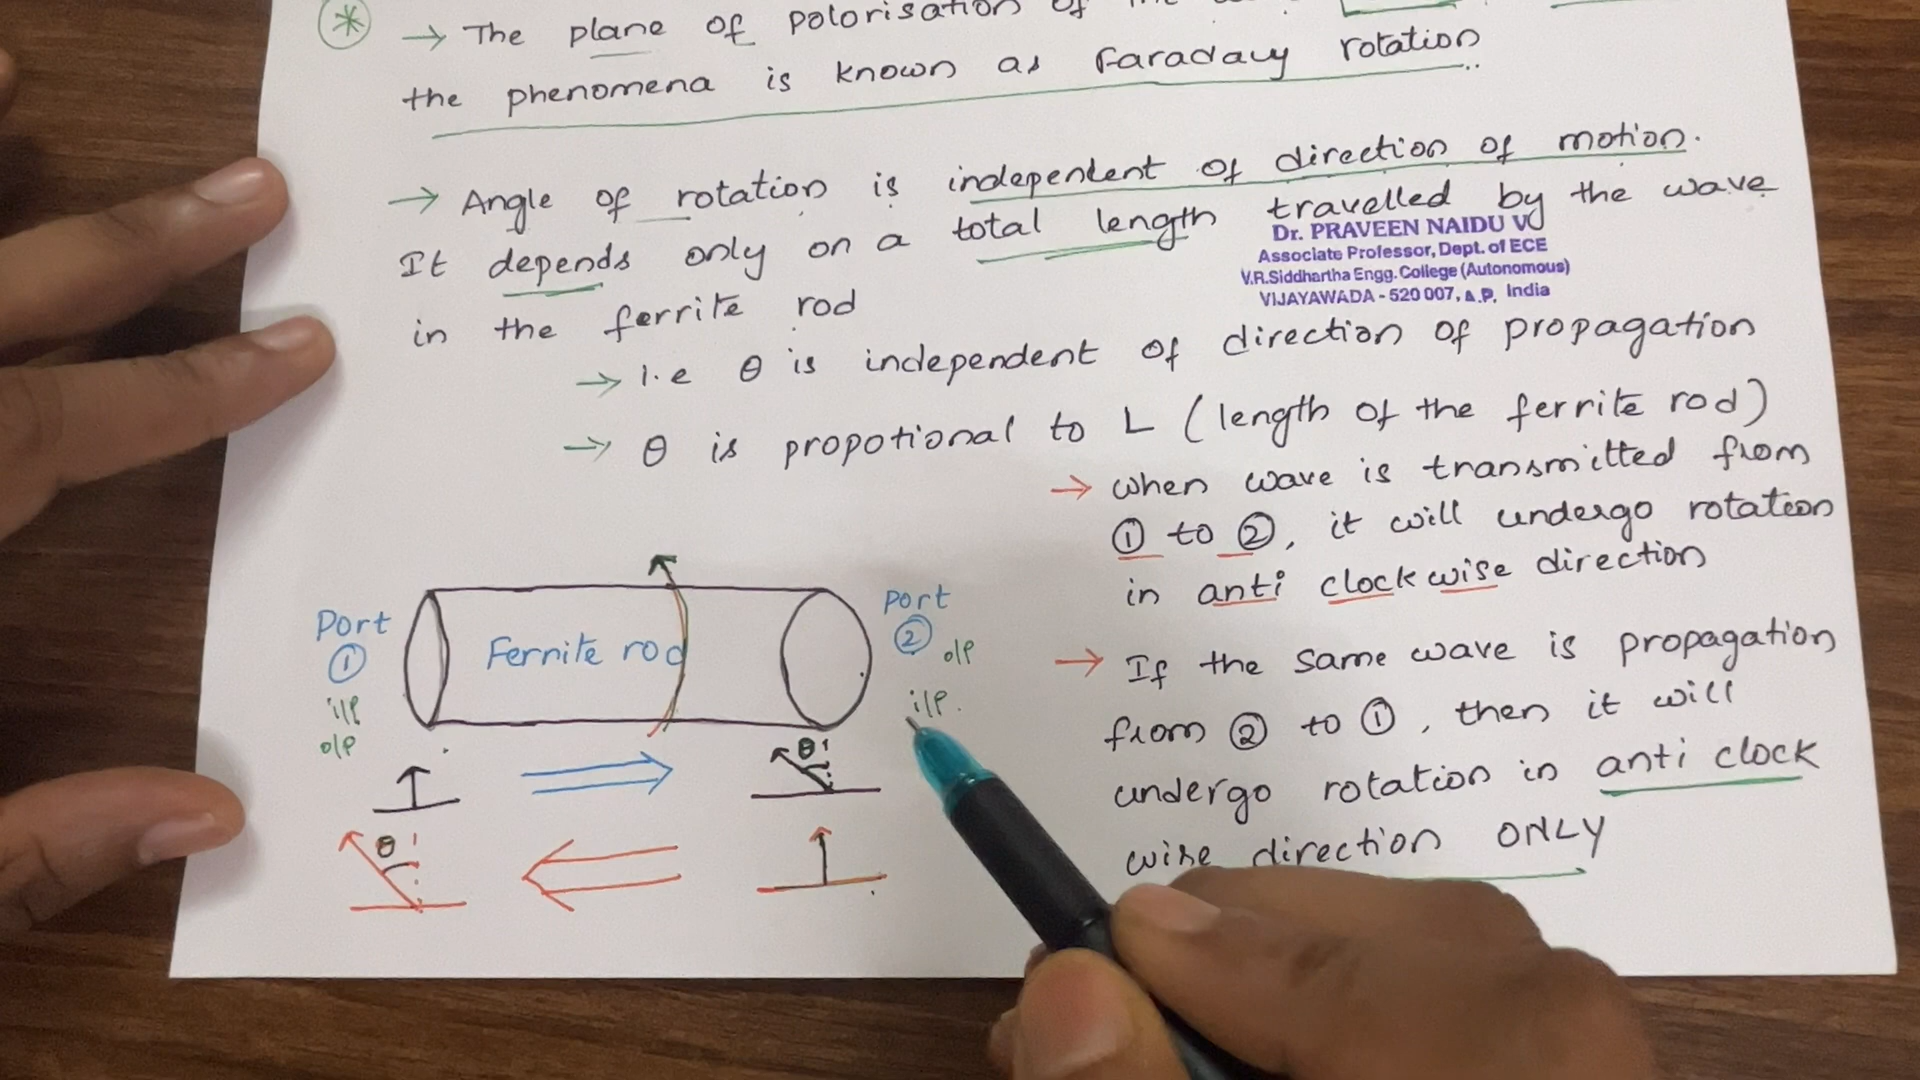 → The plane of polorisation of
the phenomena is known as Faraday rotation
→ Angle of rotation is independent of direction of motion.
It depends only on a total length travelled by the wave
in the ferrite rod
Dr. PRAVEEN NAIDU V
Associate Professor, Dept. of ECE
V.R.Siddhartha Engg. College (Autonomous)
VIJAYAWADA - 520 007, A.P, India
→ i.e θ is independent of direction of propagation
→ θ is propotional to L (length of the ferrite rod)
→ when wave is transmitted from
① to ②, it will undergo rotation
in anti clockwise direction
→ If the same wave is propagation
from ② to ①, then it will
undergo rotation in anti clock
wise direction ONLY
Port
①
i/p
o/p
Ferrite rod
Port
②
o/p
i/p.
θ
θ